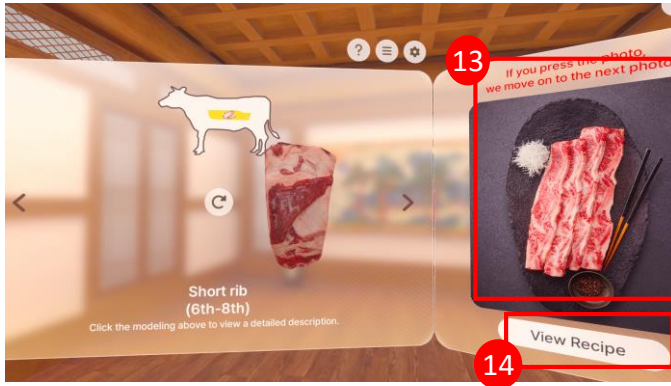 ?
13
If you press the photo,
we move on to the next photo
Short rib
(6th-8th)
Click the modeling above to view a detailed description.
View Recipe
14